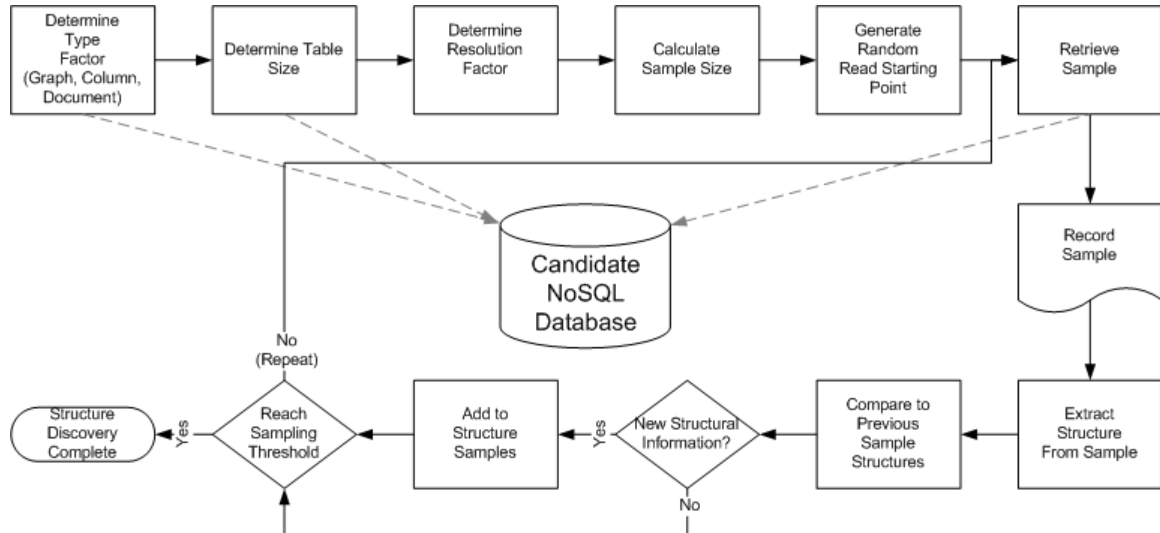 Determine
Type
Factor
(Graph, Column,
Document)
Determine Table
Size
Determine
Resolution
Factor
Calculate
Sample Size
Generate
Random
Read Starting
Point
Retrieve
Sample
Record
Sample
Candidate
NoSQL
Database
No
(Repeat)
Structure
Discovery
Complete
Yes
Reach
Sampling
Threshold
Add to
Structure
Samples
Yes
New Structural
Information?
Compare to
Previous
Sample
Structures
Extract
Structure
From Sample
No